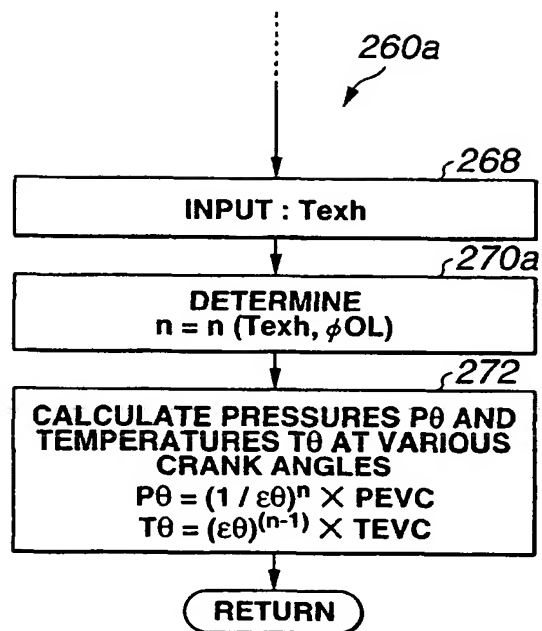 260a
268
INPUT : Texh
270a
DETERMINE
n = n (Texh, ϕOL)
272
CALCULATE PRESSURES Pθ AND
TEMPERATURES Tθ AT VARIOUS
CRANK ANGLES
Pθ = (1 / εθ)ⁿ × PEVC
Tθ = (εθ)⁽ⁿ⁻¹⁾ × TEVC
RETURN